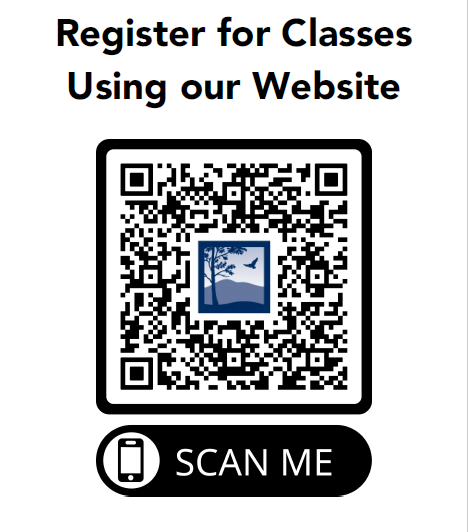 Register for Classes
Using our Website
SCAN ME